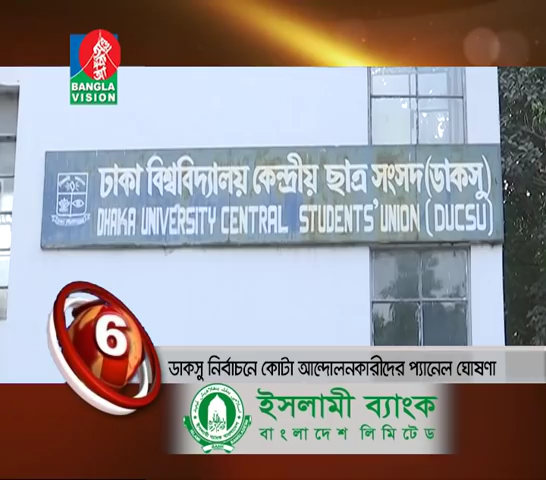 BANGLA
VISION
ঢাকা বিশ্ববিদ্যালয় কেন্দ্রীয় ছাত্র সংসদ (ডাকসু)
DHAKA UNIVERSITY CENTRAL STUDENTS' UNION (DUCSU)
6
ডাকসু নির্বাচনে কোটা আন্দোলনকারীদের প্যানেল ঘোষণা
ইসলামী ব্যাংক
বাংলাদেশ লিমিটেড